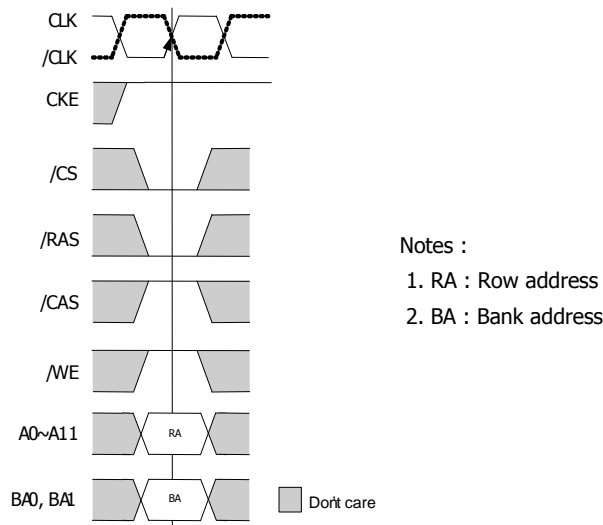 CLK
/CLK
CKE
/CS
/RAS
/CAS
/WE
A0~A11
RA
BA0, BA1
BA
Don't care
Notes :
1. RA : Row address
2. BA : Bank address